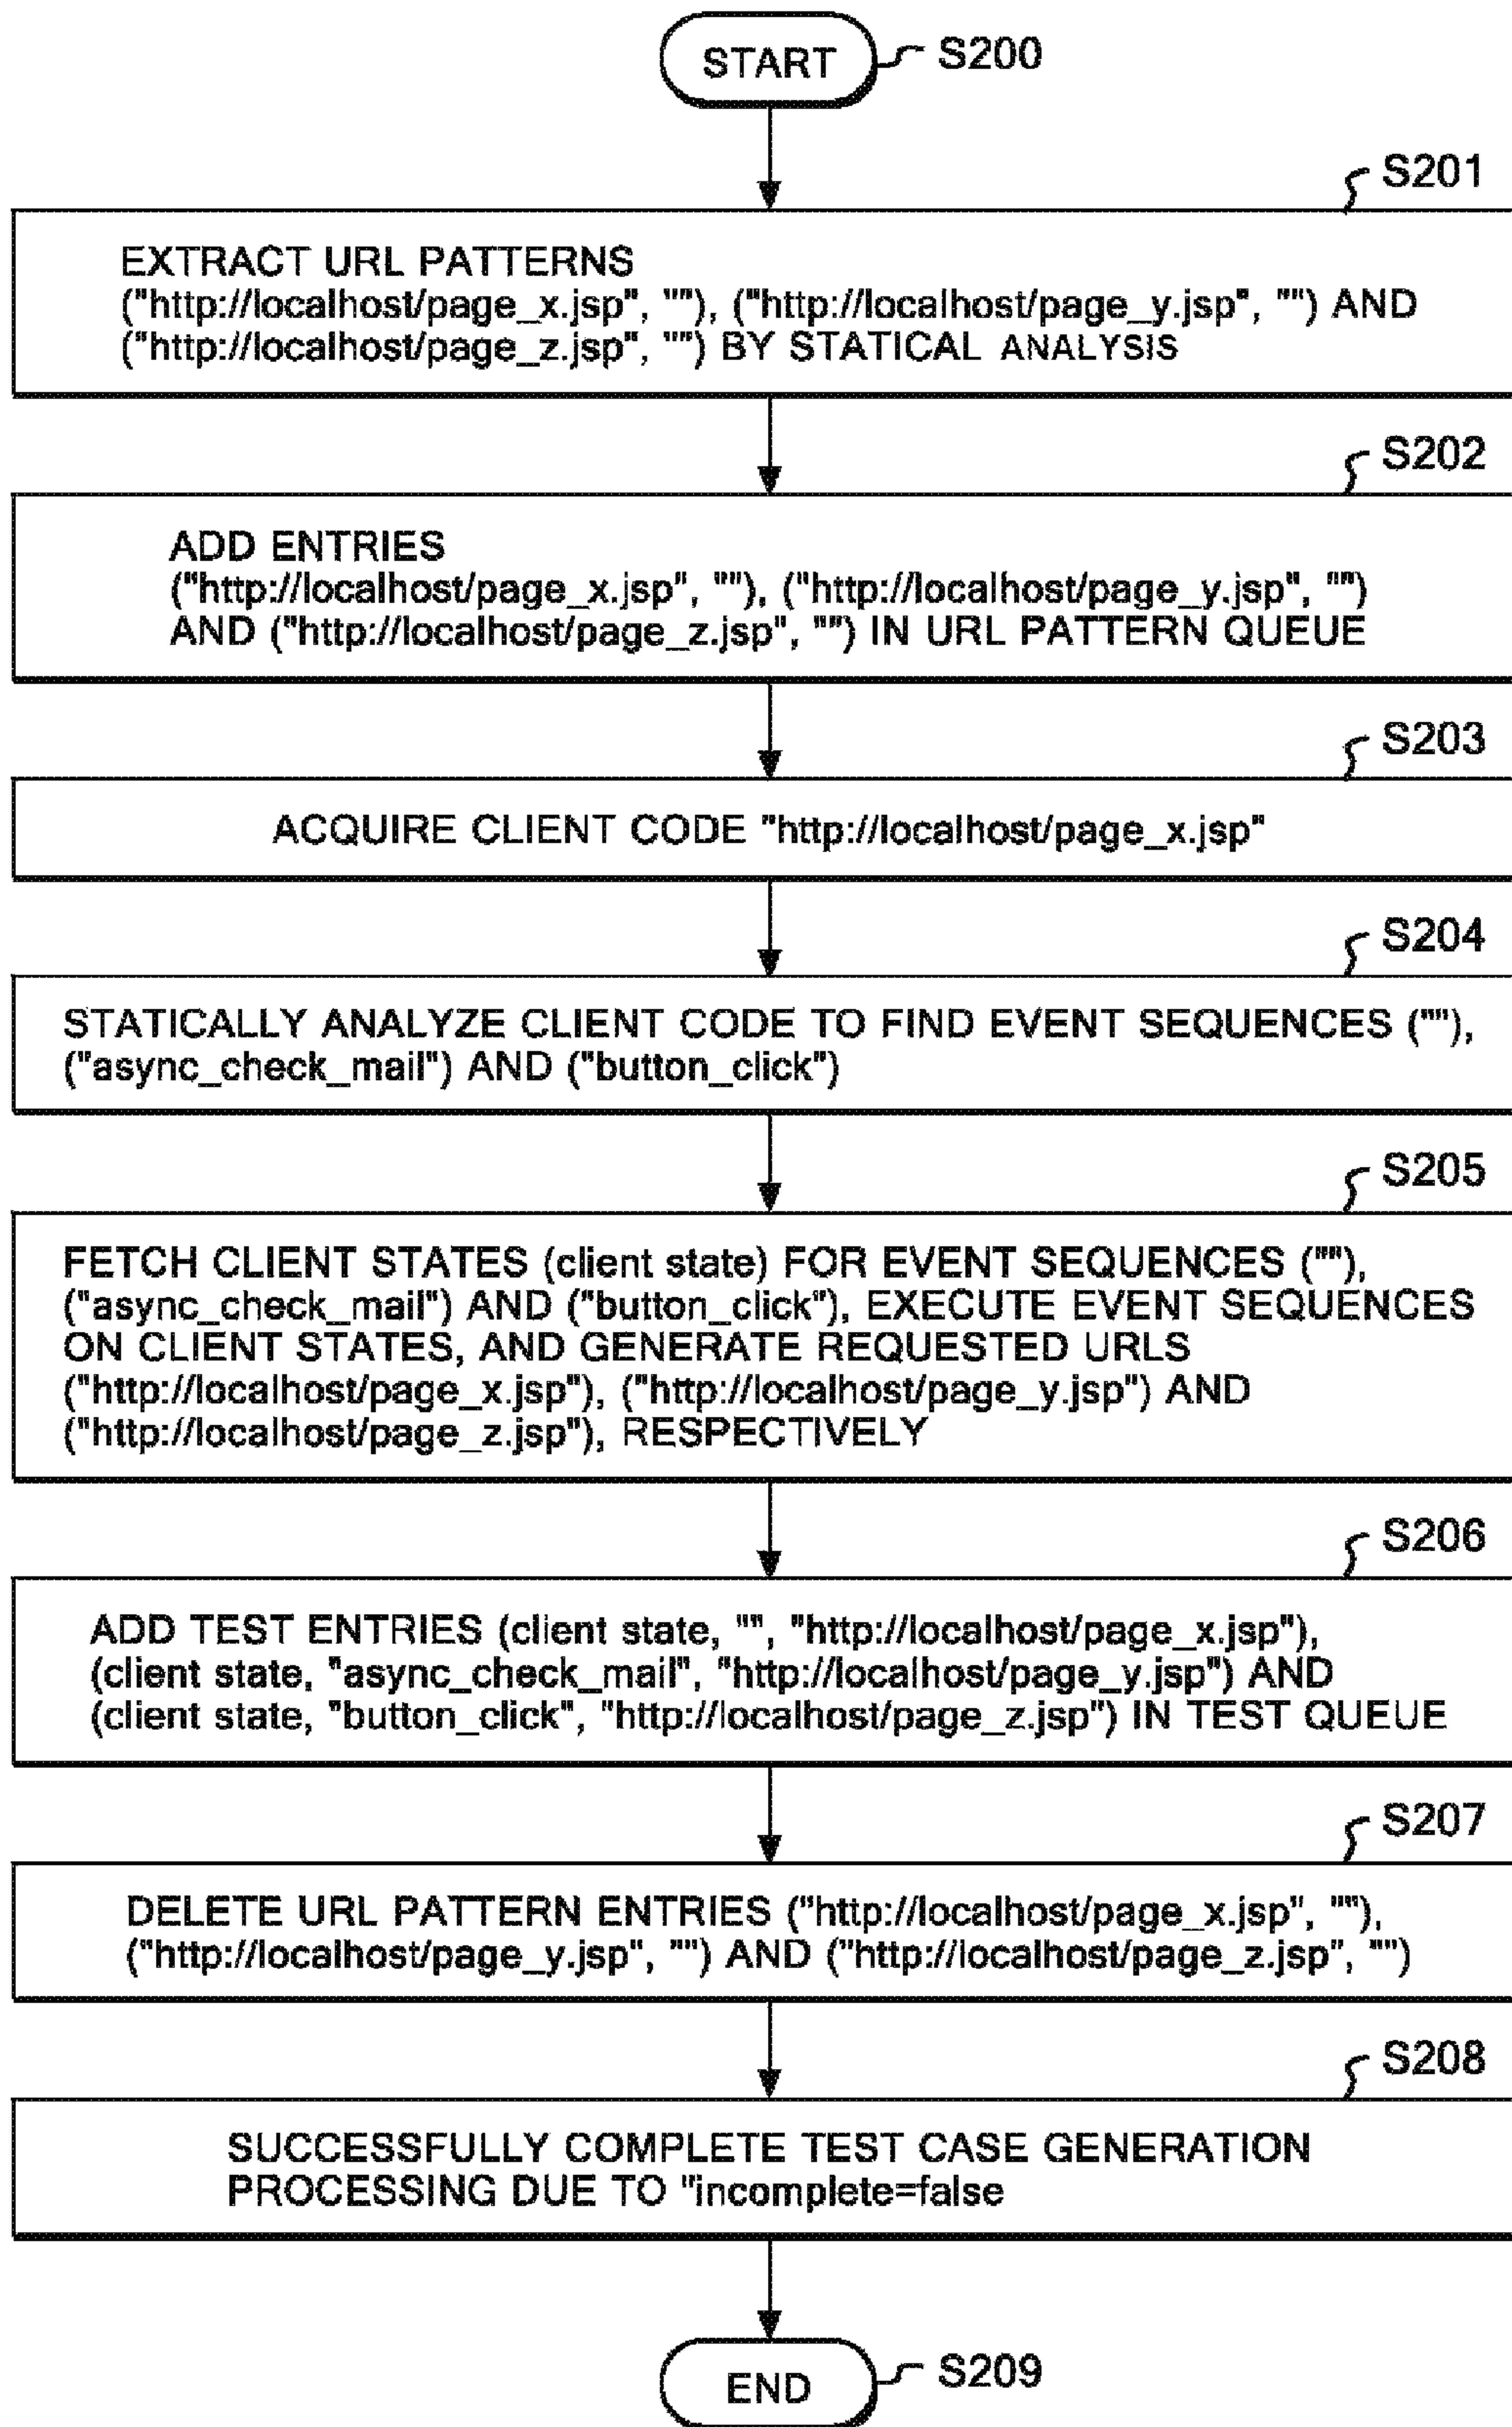 START
S200
S201
EXTRACT URL PATTERNS
("http://localhost/page_x.jsp", ""), ("http://localhost/page_y.jsp", "") AND
("http://localhost/page_z.jsp", "") BY STATICAL ANALYSIS
S202
ADD ENTRIES
("http://localhost/page_x.jsp", ""), ("http://localhost/page_y.jsp", "")
AND ("http://localhost/page_z.jsp", "") IN URL PATTERN QUEUE
S203
ACQUIRE CLIENT CODE "http://localhost/page_x.jsp"
S204
STATICALLY ANALYZE CLIENT CODE TO FIND EVENT SEQUENCES (""),
("async_check_mail") AND ("button_click")
S205
FETCH CLIENT STATES (client state) FOR EVENT SEQUENCES (""),
("async_check_mail") AND ("button_click"), EXECUTE EVENT SEQUENCES
ON CLIENT STATES, AND GENERATE REQUESTED URLS
("http://localhost/page_x.jsp"), ("http://localhost/page_y.jsp") AND
("http://localhost/page_z.jsp"), RESPECTIVELY
S206
ADD TEST ENTRIES (client state, "", "http://localhost/page_x.jsp"),
(client state, "async_check_mail", "http://localhost/page_y.jsp") AND
(client state, "button_click", "http://localhost/page_z.jsp") IN TEST QUEUE
S207
DELETE URL PATTERN ENTRIES ("http://localhost/page_x.jsp", ""),
("http://localhost/page_y.jsp", "") AND ("http://localhost/page_z.jsp", "")
S208
SUCCESSFULLY COMPLETE TEST CASE GENERATION
PROCESSING DUE TO "incomplete=false
END
S209